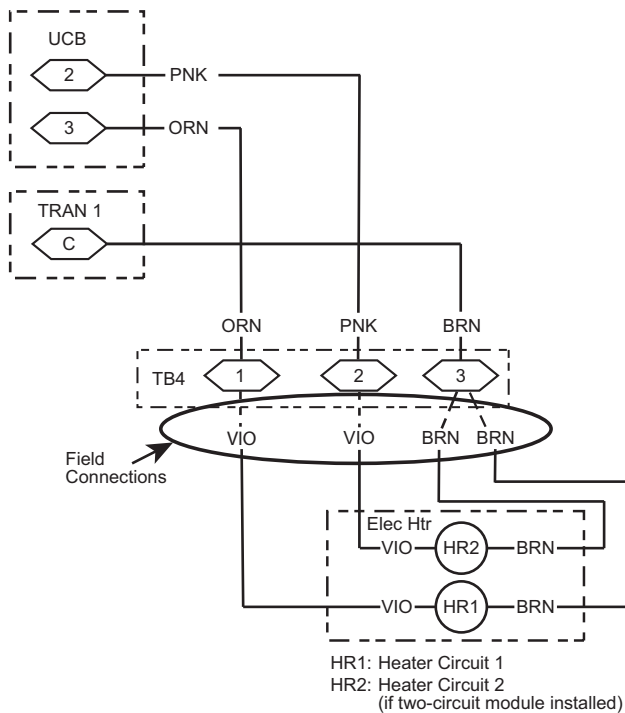 UCB
2
PNK
3
ORN
TRAN 1
C
ORN
PNK
BRN
TB4
1
2
3
VIO
VIO
BRN
BRN
Field
Connections
Elec Htr
VIO
HR2
BRN
VIO
HR1
BRN
HR1: Heater Circuit 1
HR2: Heater Circuit 2
(if two-circuit module installed)